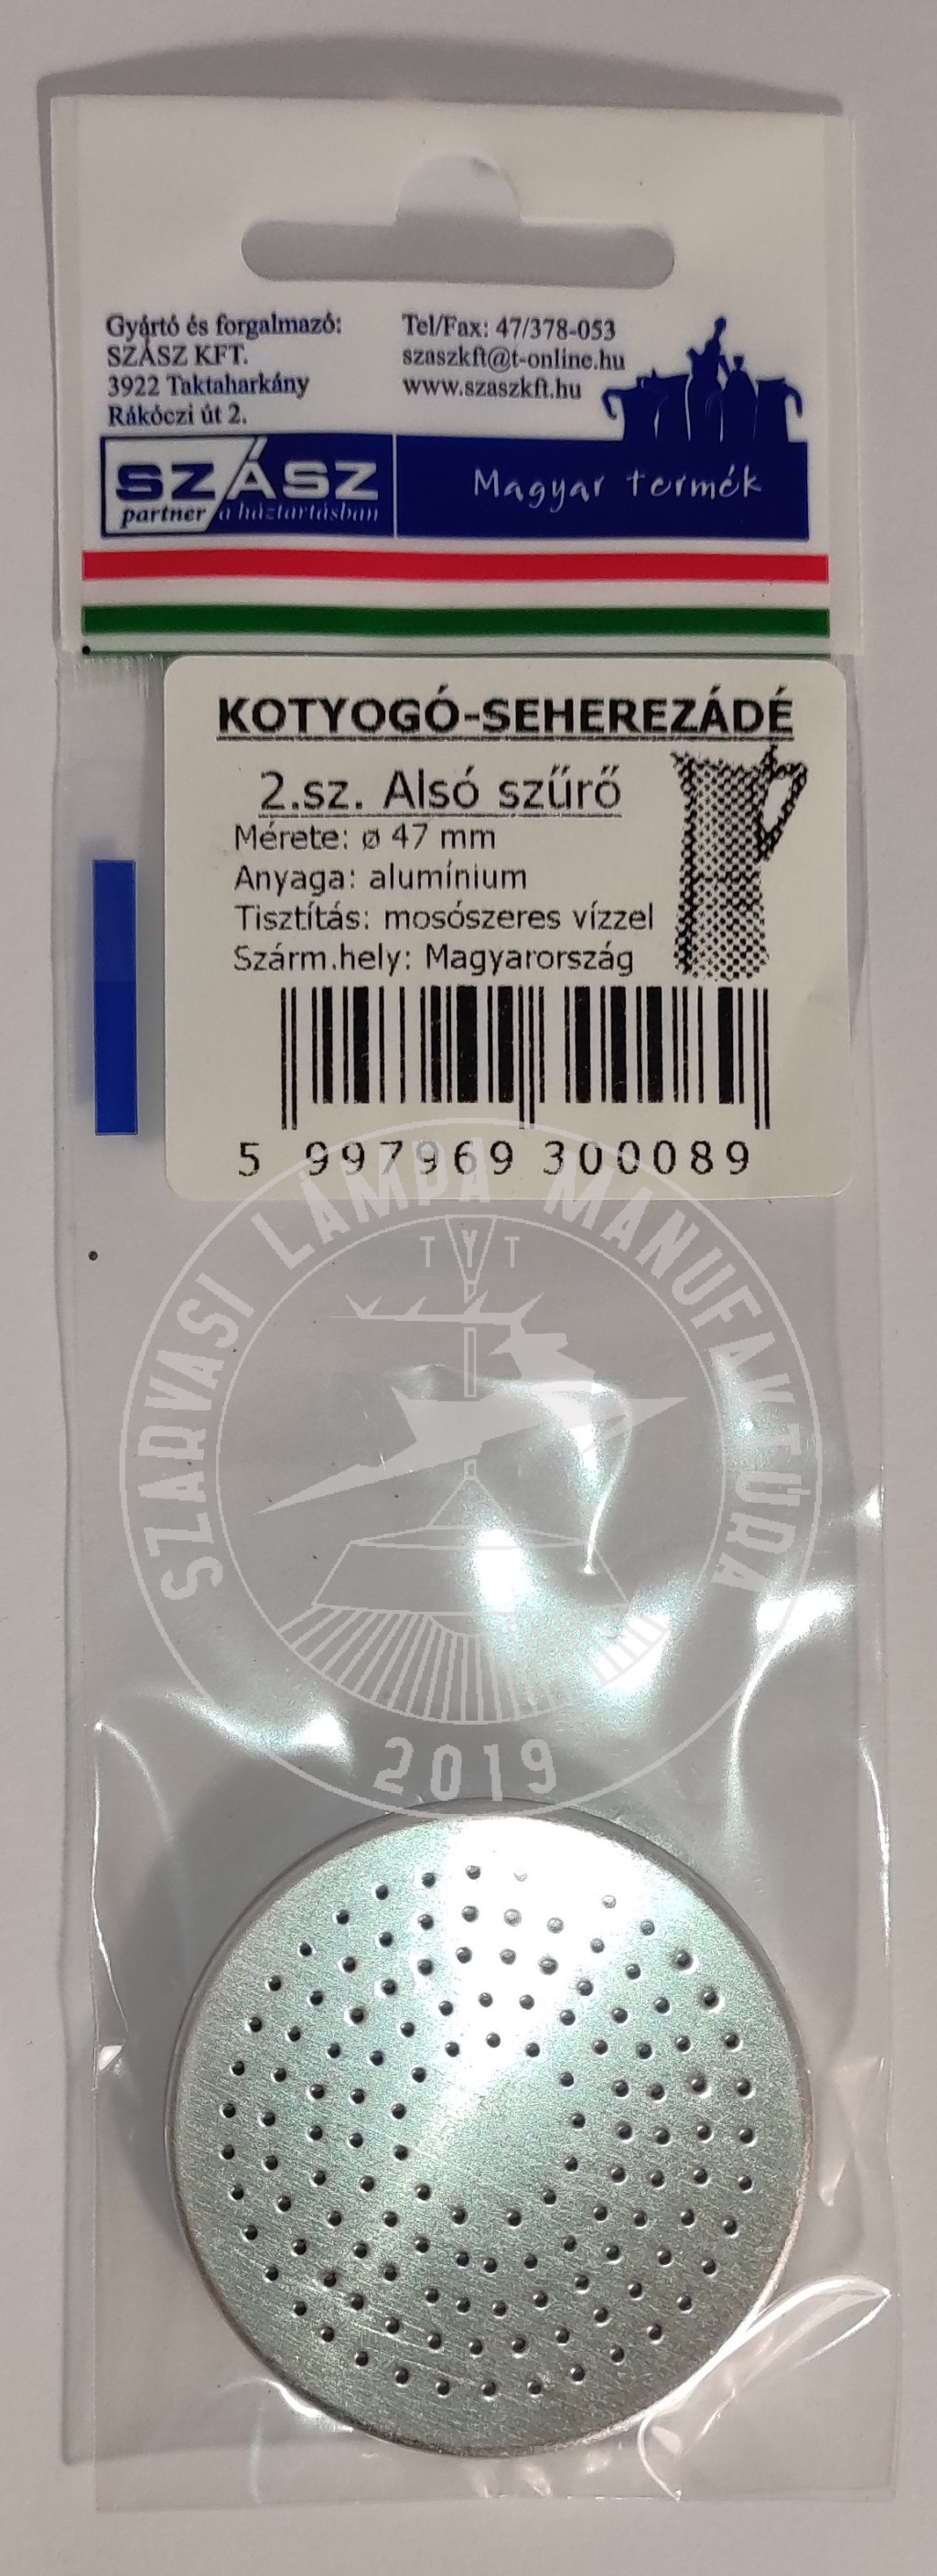 Gyártó és forgalmazó:
SZÁSZ KFT.
3922 Taktaharkány
Rákóczi út 2.
Tel/Fax: 47/378-053
szaszkft@t-online.hu
www.szaszkft.hu
SZÁSZ
partner a háztartásban
Magyar termék
KOTYOGÓ-SEHEREZÁDÉ
2.sz. Alsó szűrő
Mérete: ø 47 mm
Anyaga: alumínium
Tisztítás: mosószeres vízzel
Szárm.hely: Magyarország
5 997969 300089
SZARVASI LÁMPA MANUFAKTÚRA
TYT
2019